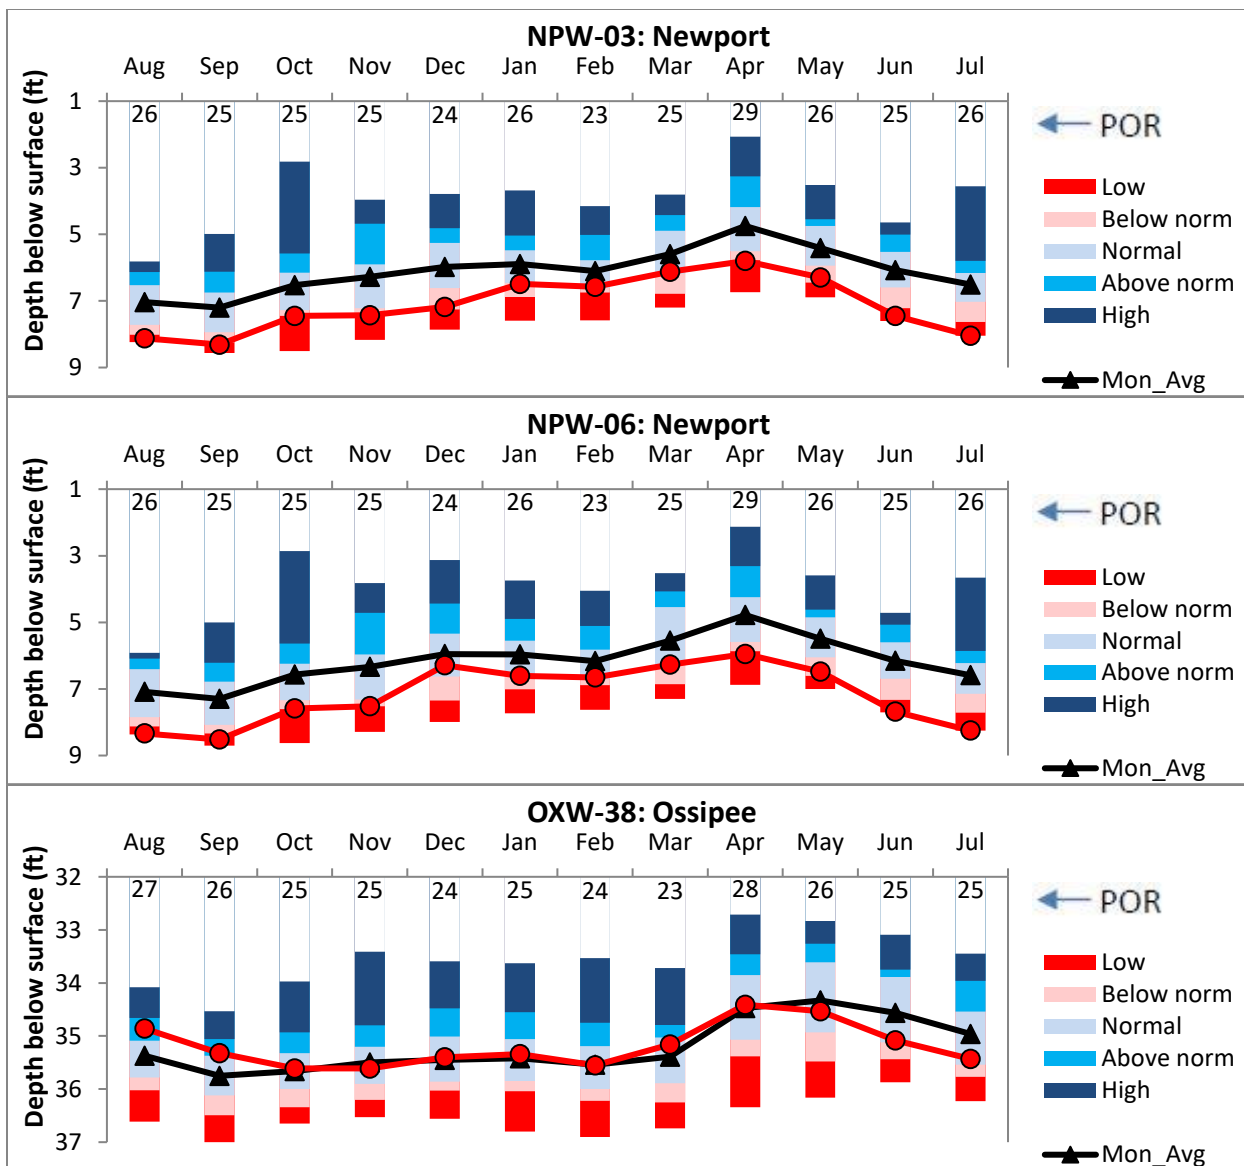 NPW-03: Newport
Aug Sep Oct Nov Dec Jan Feb Mar Apr May Jun Jul
Depth below surface (ft)
1
3
5
7
9
26 25 25 25 24 26 23 25 29 26 25 26
POR
Low
Below norm
Normal
Above norm
High
Mon_Avg
NPW-06: Newport
Aug Sep Oct Nov Dec Jan Feb Mar Apr May Jun Jul
Depth below surface (ft)
1
3
5
7
9
26 25 25 25 24 26 23 25 29 26 25 26
POR
Low
Below norm
Normal
Above norm
High
Mon_Avg
OXW-38: Ossipee
Aug Sep Oct Nov Dec Jan Feb Mar Apr May Jun Jul
Depth below surface (ft)
32
33
34
35
36
37
27 26 25 25 24 25 24 23 28 26 25 25
POR
Low
Below norm
Normal
Above norm
High
Mon_Avg